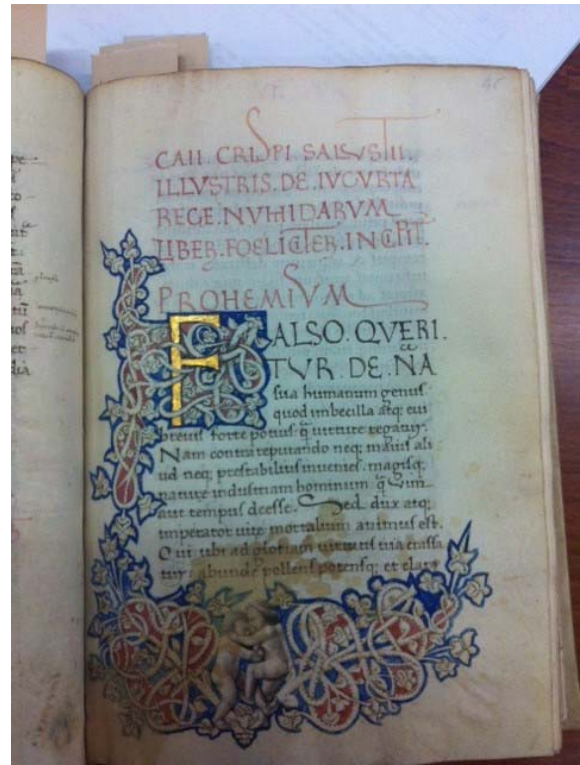 CAII. CRISPI SALVSTII.
ILLVSTRIS. DE. IVGVRTA
REGE. NVMIDARVM
LIBER. FOELICITER. INCIPIT.
PROHEMIVM
FALSO. QVERI.
TVR. DE. NA
sua humanum genus
quod imbecilla atq; eui
breuis forte potius q̃ uirtute regatur.
Nam contra reputando neq; maius ali
ud neq; prestabilius inuenies. magisq;
nature industriam hominum q̃ uim
aut tempus deesse. Sed dux atq;
imperator uite mortalium animus est.
Qui ubi ad gloriam uirtutis uia grassa
tur: abunde pollens potensq; et clarus